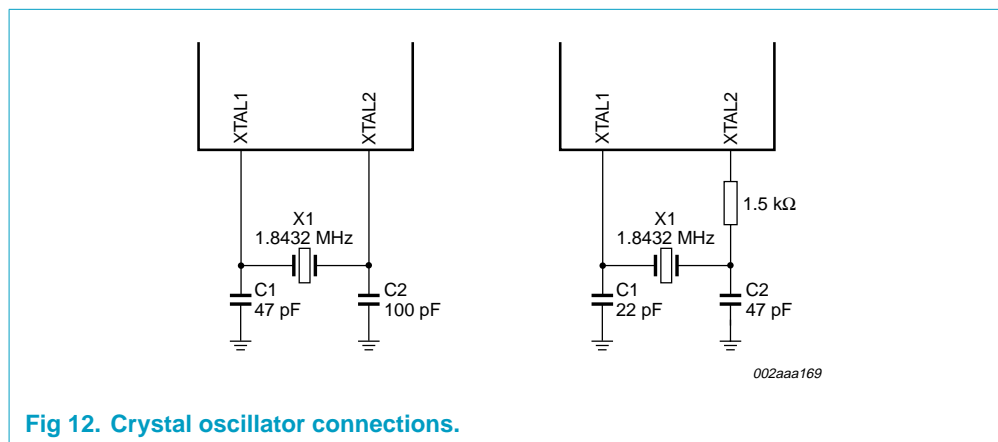 XTAL1
XTAL2
X1
1.8432 MHz
C1
47 pF
C2
100 pF
XTAL1
XTAL2
1.5 kΩ
X1
1.8432 MHz
C1
22 pF
C2
47 pF
002aaa169
Fig 12. Crystal oscillator connections.